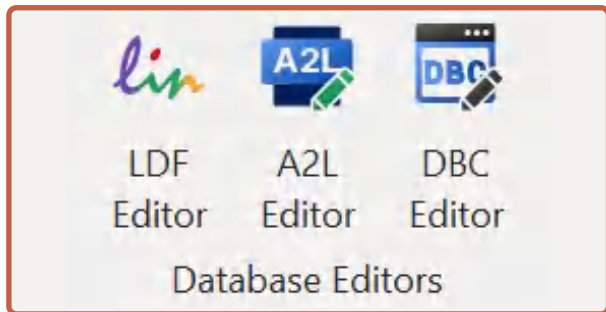 lin A2L DBC
LDF A2L DBC
Editor Editor Editor
Database Editors